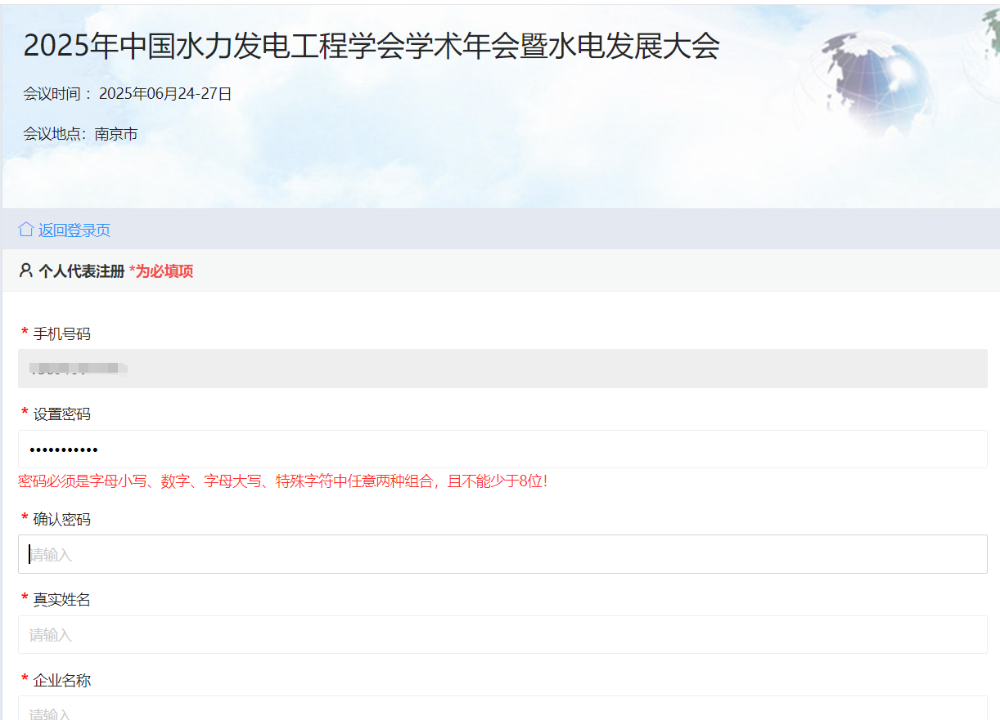 2025年中国水力发电工程学会学术年会暨水电发展大会
会议时间 ：2025年06月24-27日
会议地点：南京市
返回登录页
个人代表注册 *为必填项
* 手机号码
* 设置密码
•••••••••••
密码必须是字母小写、数字、字母大写、特殊字符中任意两种组合，且不能少于8位！
* 确认密码
请输入
* 真实姓名
请输入
* 企业名称
请输入